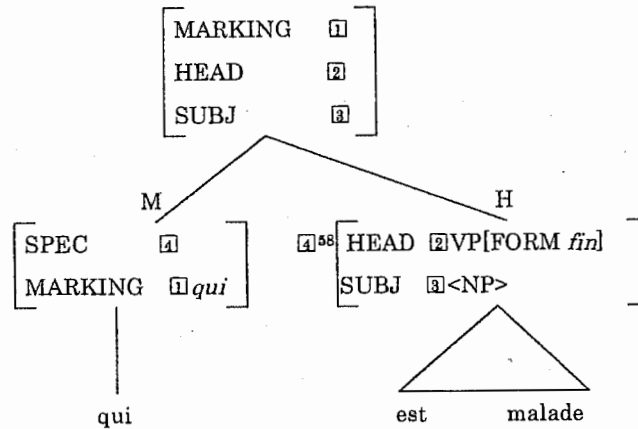 MARKING 1
HEAD 2
SUBJ 3
M H
SPEC 4 4 58 HEAD 2 VP[FORM fin]
MARKING 1 qui SUBJ 3 <NP>
qui est malade